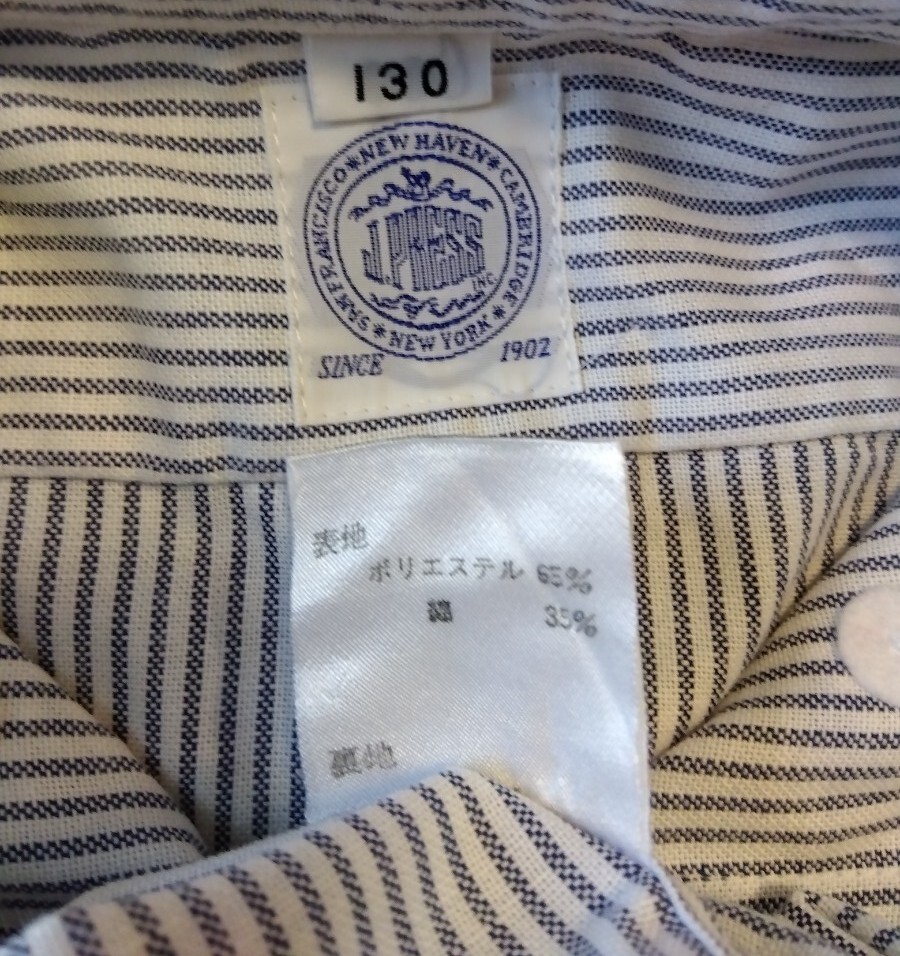 130
SAN FRANCISCO * NEW HAVEN * CAMBRIDGE * NEW YORK *
J.PRESS
INC
SINCE 1902
表地
ポリエステル 65%
綿 35%
裏地